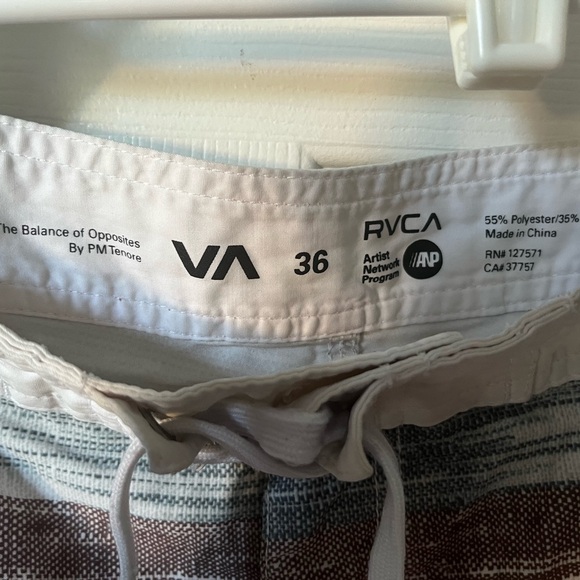 The Balance of Opposites
By PM Tenore
VA
36
RVCA
Artist
Network
Program
ANP
55% Polyester/35%
Made in China
RN# 127571
CA# 37757